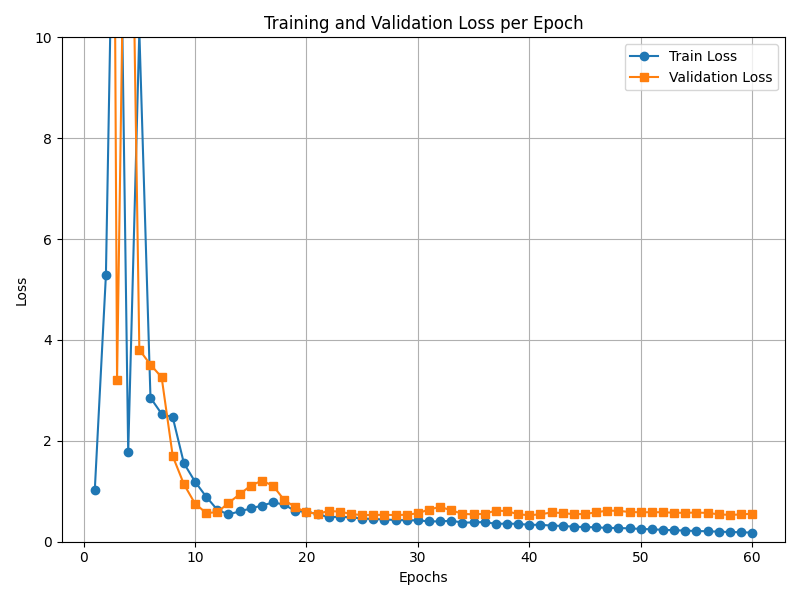 Training and Validation Loss per Epoch
Train Loss
Validation Loss
Loss
10
8
6
4
2
0
0 10 20 30 40 50 60
Epochs